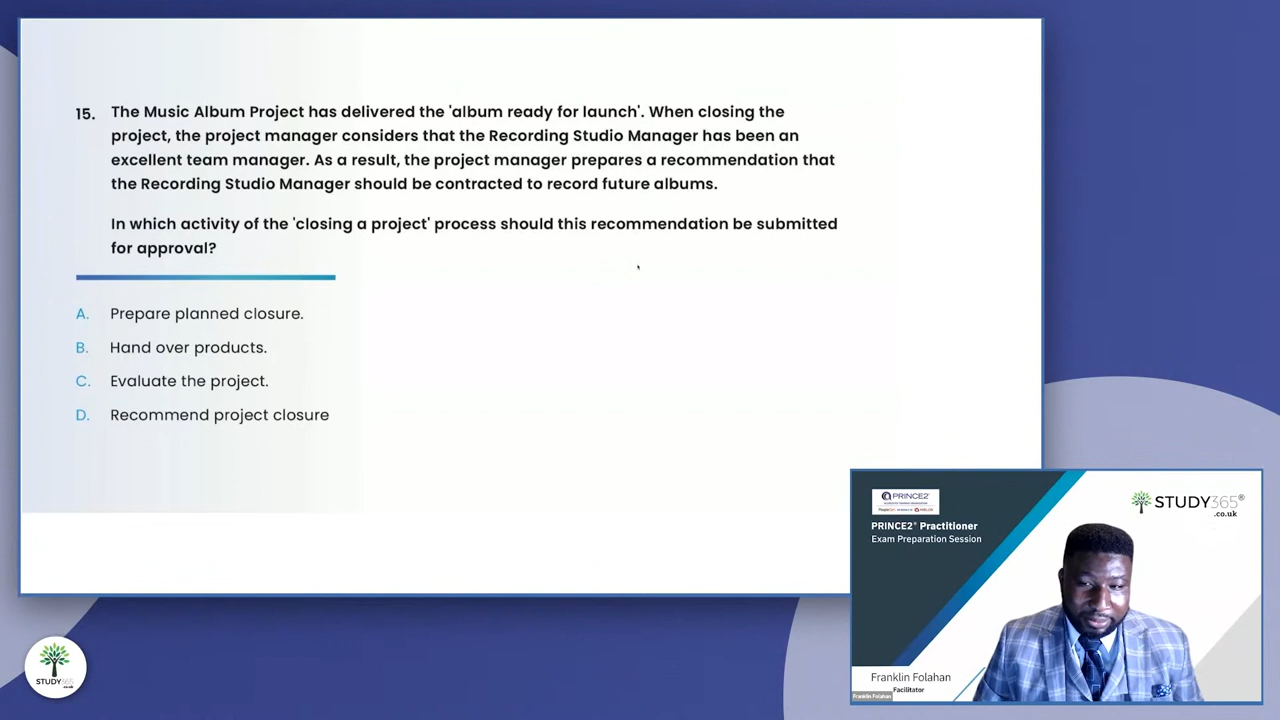 15. The Music Album Project has delivered the 'album ready for launch'. When closing the
project, the project manager considers that the Recording Studio Manager has been an
excellent team manager. As a result, the project manager prepares a recommendation that
the Recording Studio Manager should be contracted to record future albums.
In which activity of the 'closing a project' process should this recommendation be submitted
for approval?
A. Prepare planned closure.
B. Hand over products.
C. Evaluate the project.
D. Recommend project closure
PRINCE2
PRINCE2® Practitioner
Exam Preparation Session
STUDY365®
.co.uk
Franklin Folahan
Facilitator
Franklin Folahan
STUDY365
.co.uk